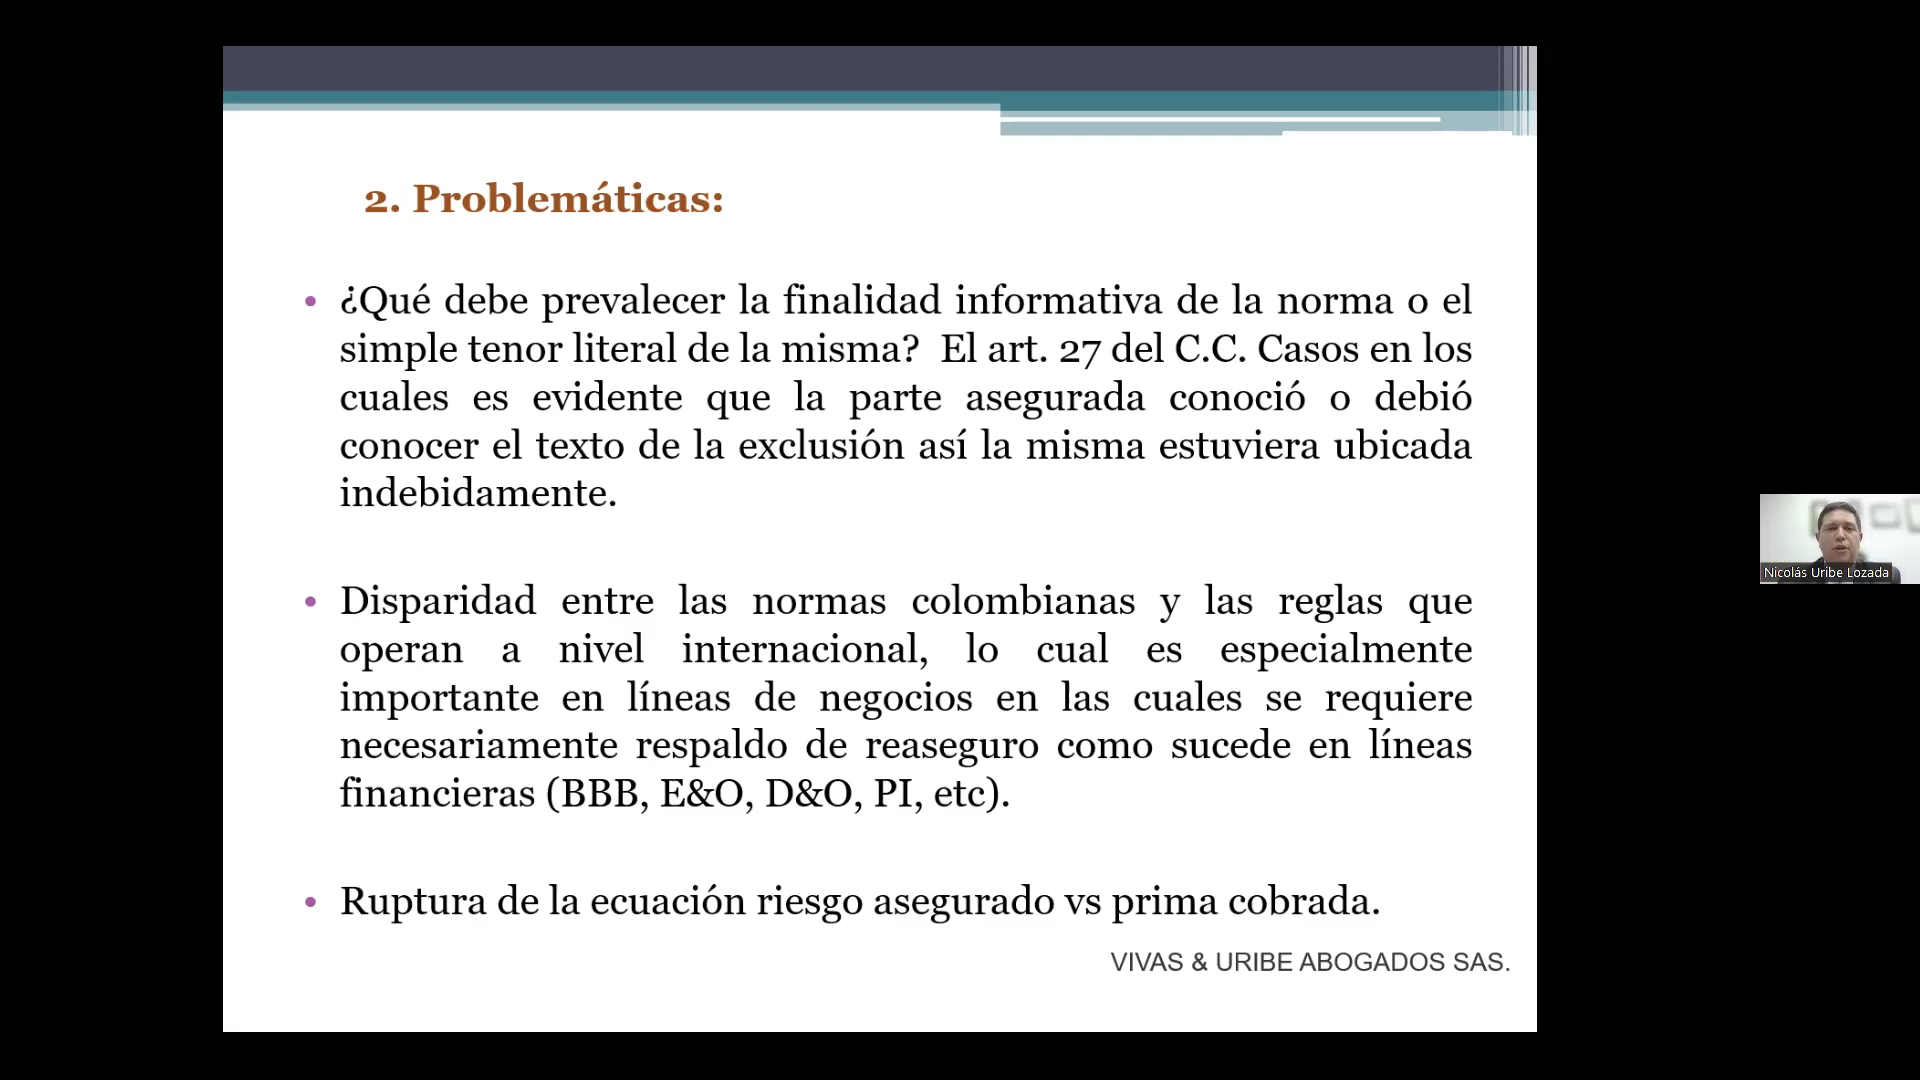 2. Problemáticas:
• ¿Qué debe prevalecer la finalidad informativa de la norma o el
simple tenor literal de la misma? El art. 27 del C.C. Casos en los
cuales es evidente que la parte asegurada conoció o debió
conocer el texto de la exclusión así la misma estuviera ubicada
indebidamente.
• Disparidad entre las normas colombianas y las reglas que
operan a nivel internacional, lo cual es especialmente
importante en líneas de negocios en las cuales se requiere
necesariamente respaldo de reaseguro como sucede en líneas
financieras (BBB, E&O, D&O, PI, etc).
• Ruptura de la ecuación riesgo asegurado vs prima cobrada.
VIVAS & URIBE ABOGADOS SAS.
Nicolás Uribe Lozada